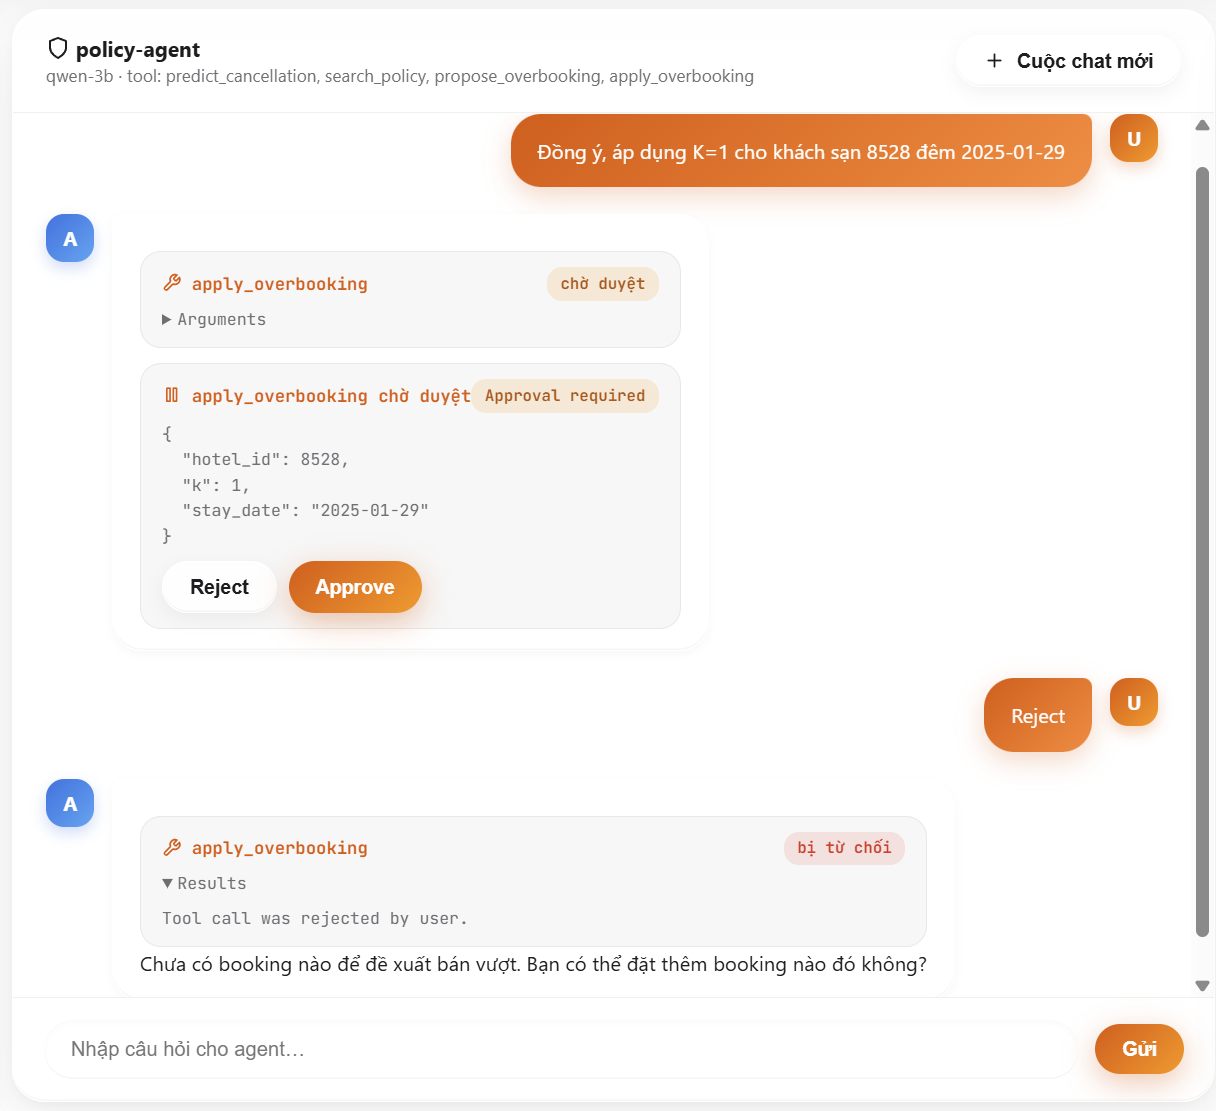 policy-agent
qwen-3b · tool: predict_cancellation, search_policy, propose_overbooking, apply_overbooking
+ Cuộc chat mới
Đồng ý, áp dụng K=1 cho khách sạn 8528 đêm 2025-01-29
U
A
apply_overbooking
chờ duyệt
▶ Arguments
apply_overbooking chờ duyệt
Approval required
{
"hotel_id": 8528,
"k": 1,
"stay_date": "2025-01-29"
}
Reject
Approve
Reject
U
A
apply_overbooking
bị từ chối
▼ Results
Tool call was rejected by user.
Chưa có booking nào để đề xuất bán vượt. Bạn có thể đặt thêm booking nào đó không?
Nhập câu hỏi cho agent…
Gửi